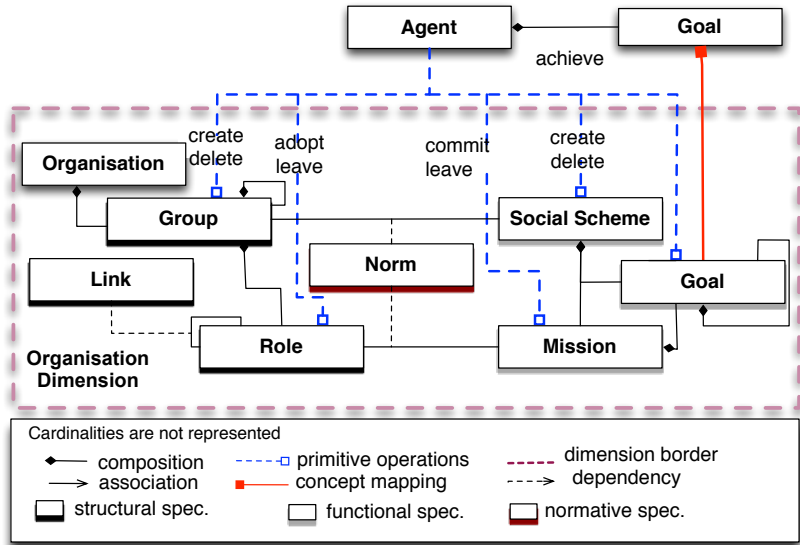 Agent
Goal
achieve
create
delete
adopt
leave
commit
leave
create
delete
Organisation
Group
Social Scheme
Link
Norm
Goal
Role
Mission
Organisation
Dimension
Cardinalities are not represented
composition
primitive operations
dimension border
association
concept mapping
dependency
structural spec.
functional spec.
normative spec.